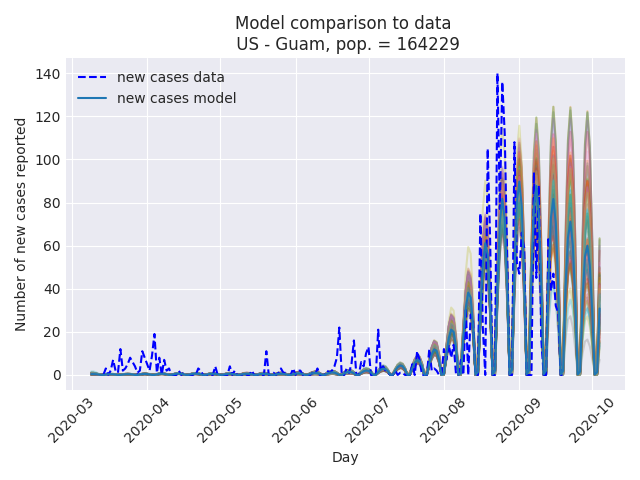 Model comparison to data
US - Guam, pop. = 164229
new cases data
new cases model
Number of new cases reported
140
120
100
80
60
40
20
0
2020-03
2020-04
2020-05
2020-06
2020-07
2020-08
2020-09
2020-10
Day